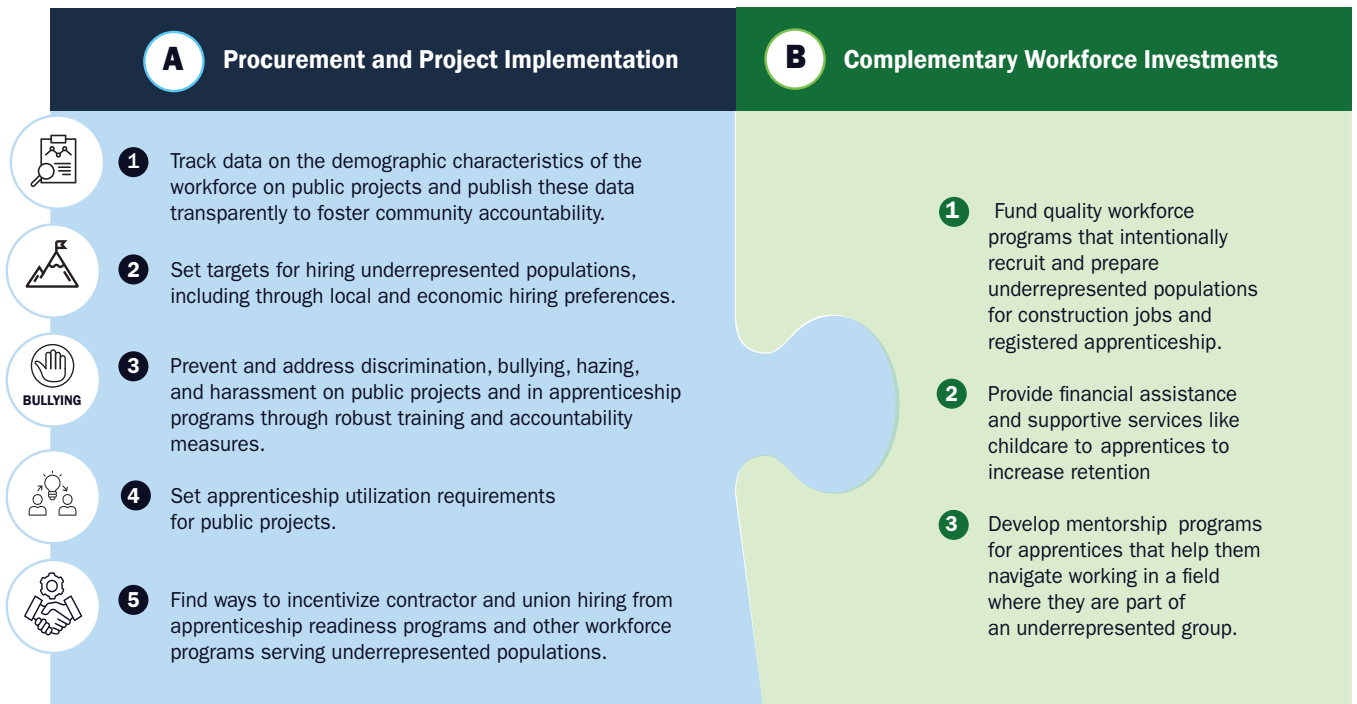 A Procurement and Project Implementation
1 Track data on the demographic characteristics of the
workforce on public projects and publish these data
transparently to foster community accountability.
2 Set targets for hiring underrepresented populations,
including through local and economic hiring preferences.
BULLYING
3 Prevent and address discrimination, bullying, hazing,
and harassment on public projects and in apprenticeship
programs through robust training and accountability
measures.
4 Set apprenticeship utilization requirements
for public projects.
5 Find ways to incentivize contractor and union hiring from
apprenticeship readiness programs and other workforce
programs serving underrepresented populations.
B Complementary Workforce Investments
1 Fund quality workforce
programs that intentionally
recruit and prepare
underrepresented populations
for construction jobs and
registered apprenticeship.
2 Provide financial assistance
and supportive services like
childcare to apprentices to
increase retention
3 Develop mentorship programs
for apprentices that help them
navigate working in a field
where they are part of
an underrepresented group.